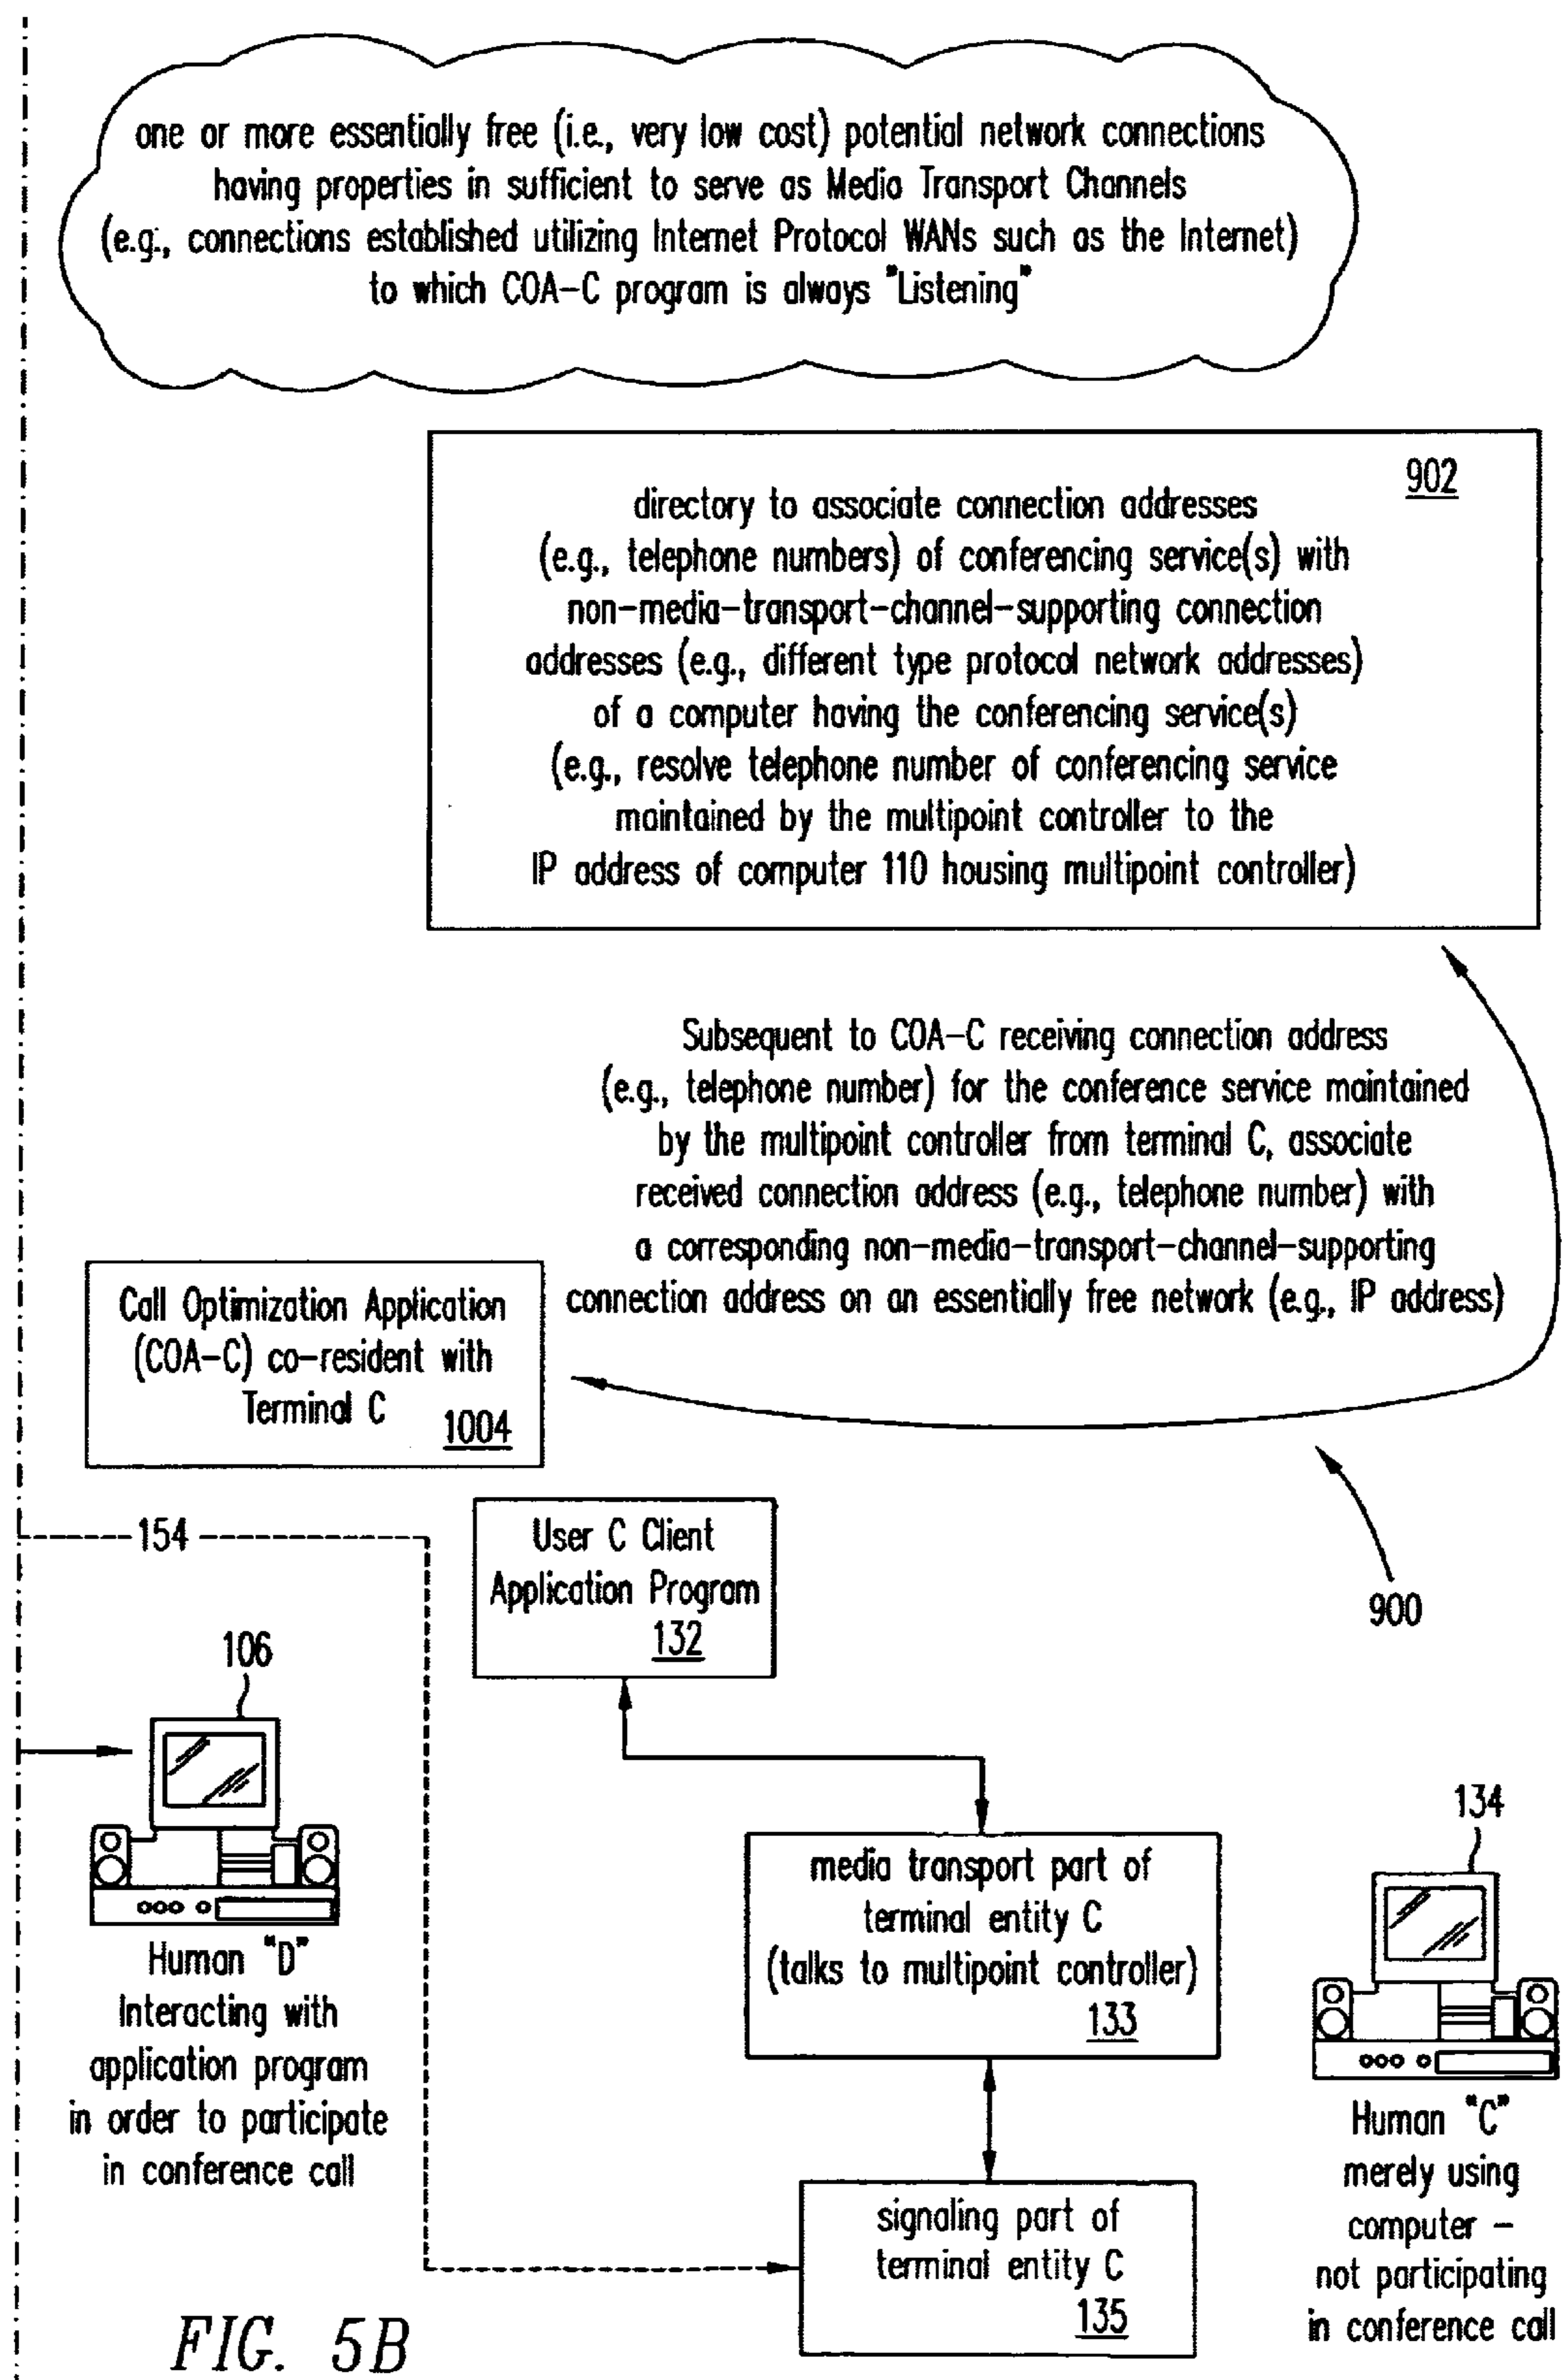 one or more essentially free (i.e., very low cost) potential network connections
having properties in sufficient to serve as Media Transport Channels
(e.g., connections established utilizing Internet Protocol WANs such as the Internet)
to which COA-C program is always "Listening"
902
directory to associate connection addresses
(e.g., telephone numbers) of conferencing service(s) with
non-media-transport-channel-supporting connection
addresses (e.g., different type protocol network addresses)
of a computer having the conferencing service(s)
(e.g., resolve telephone number of conferencing service
maintained by the multipoint controller to the
IP address of computer 110 housing multipoint controller)
Subsequent to COA-C receiving connection address
(e.g., telephone number) for the conference service maintained
by the multipoint controller from terminal C, associate
received connection address (e.g., telephone number) with
a corresponding non-media-transport-channel-supporting
connection address on an essentially free network (e.g., IP address)
Call Optimization Application
(COA-C) co-resident with
Terminal C
1004
154
User C Client
Application Program
132
900
106
Human "D"
Interacting with
application program
in order to participate
in conference call
media transport part of
terminal entity C
(talks to multipoint controller)
133
134
Human "C"
merely using
computer -
not participating
in conference call
signaling part of
terminal entity C
135
FIG. 5B